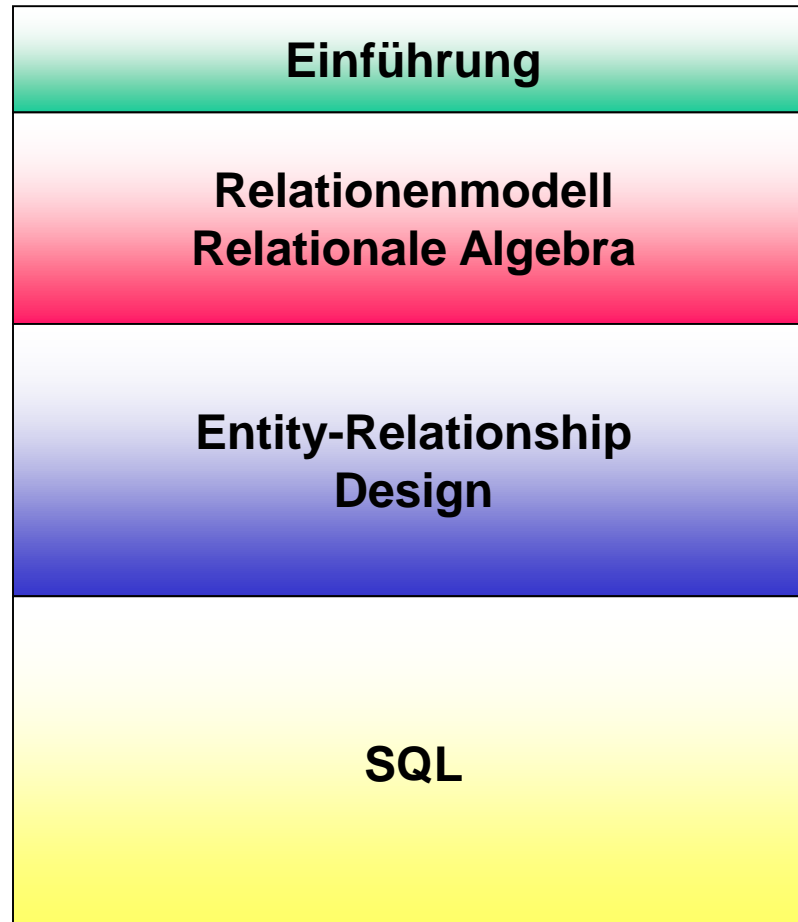 Einführung
Relationenmodell
Relationale Algebra
Entity-Relationship
Design
SQL